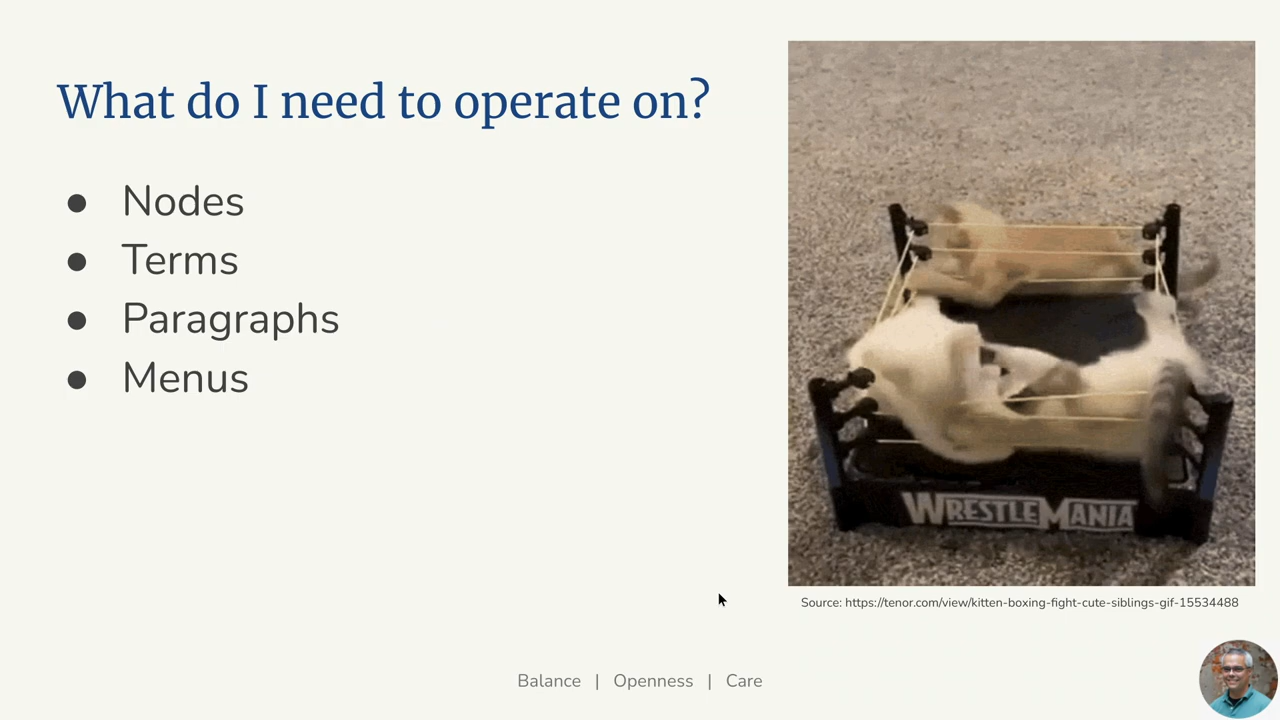 What do I need to operate on?
● Nodes
● Terms
● Paragraphs
● Menus
WRESTLEMANIA
Source: https://tenor.com/view/kitten-boxing-fight-cute-siblings-gif-15534488
Balance | Openness | Care